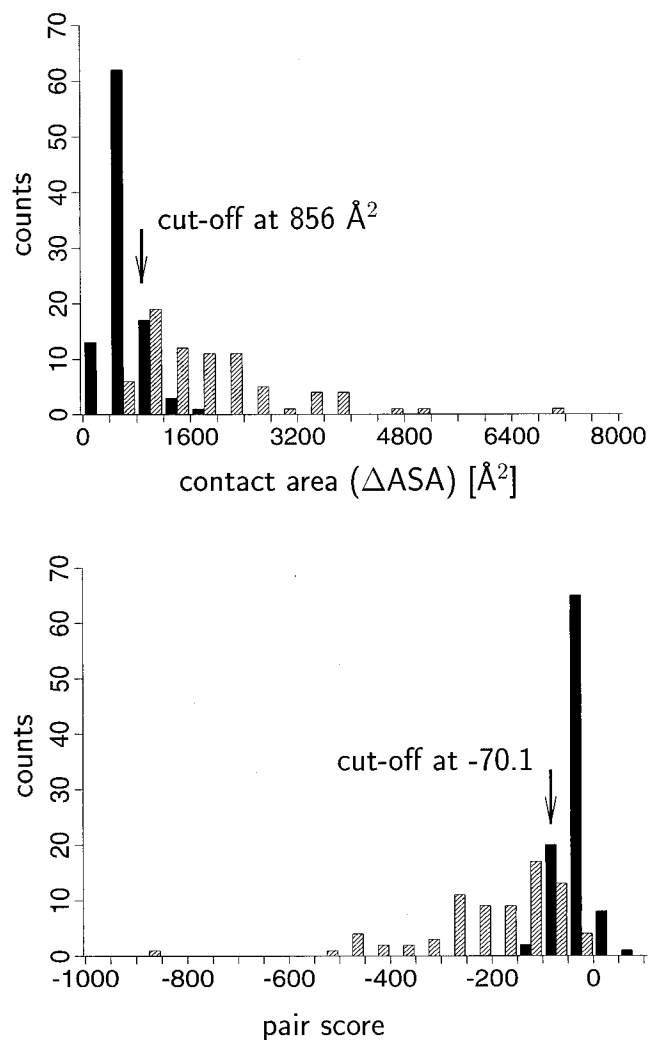 70
60
50
40
30
20
10
0
counts
cut-off at 856 Å²
0 1600 3200 4800 6400 8000
contact area (ΔASA) [Å²]
70
60
50
40
30
20
10
0
counts
cut-off at -70.1
-1000 -800 -600 -400 -200 0
pair score